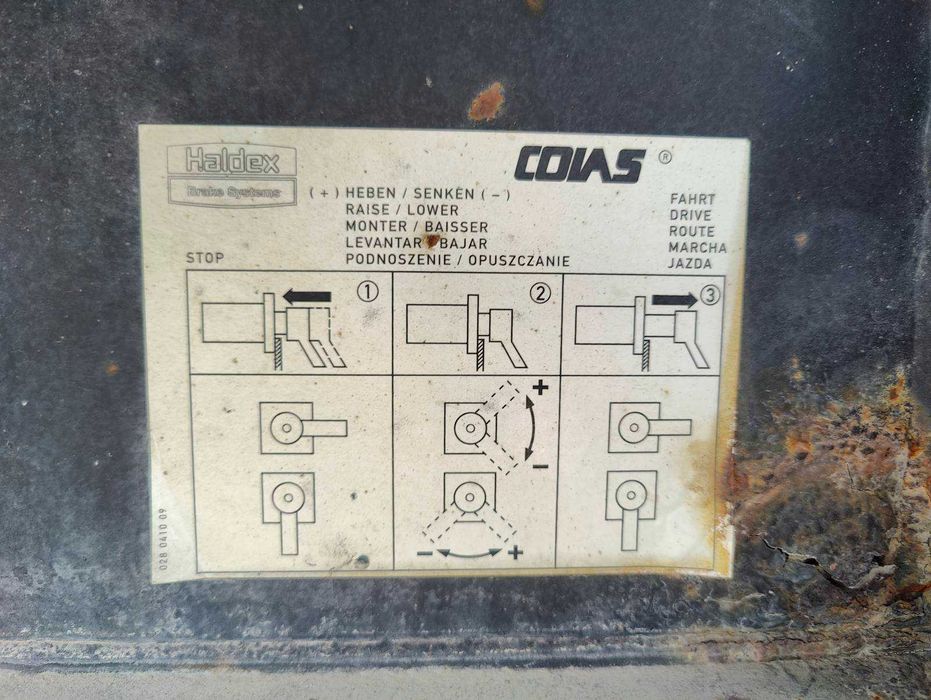 Haldex
Brake Systems
COLAS ®
(+) HEBEN / SENKEN (-)
RAISE / LOWER
MONTER / BAISSER
LEVANTAR / BAJAR
PODNOSZENIE / OPUSZCZANIE
FAHRT
DRIVE
ROUTE
MARCHA
JAZDA
STOP
1
2
3
+
-
- +
028 0410 09